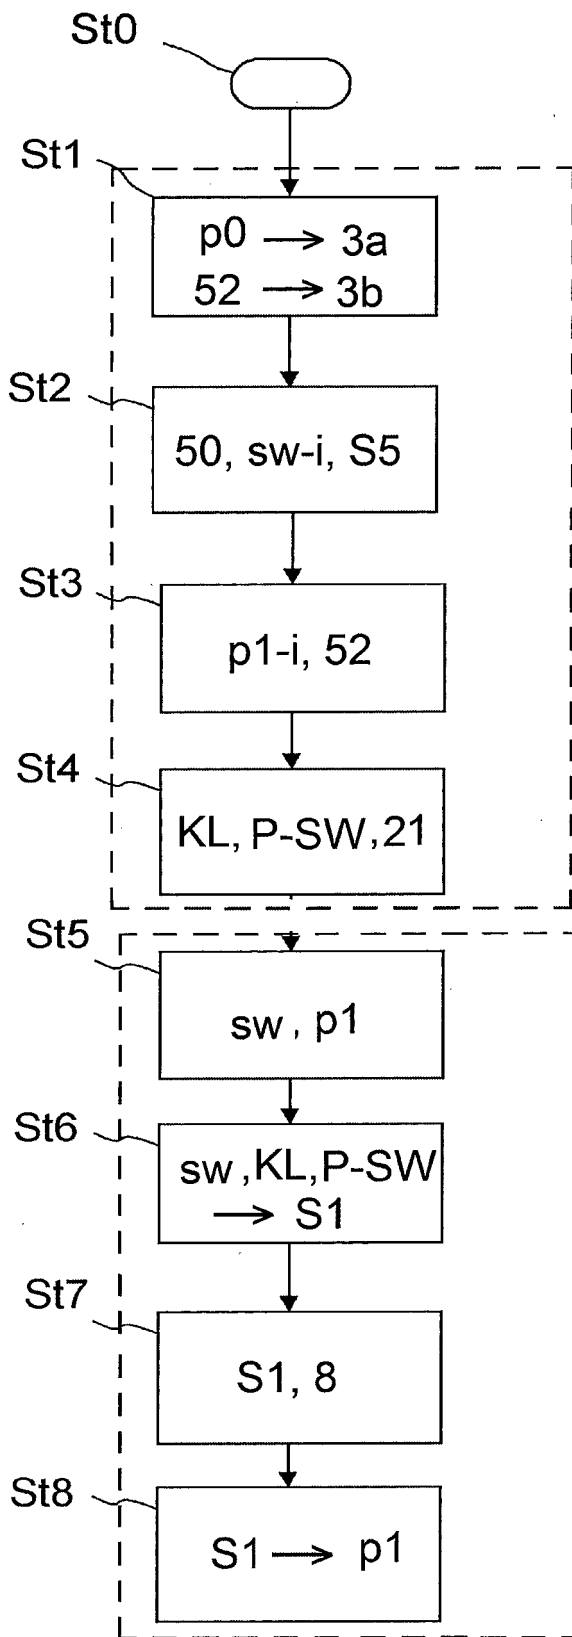 St0
St1
p0 → 3a
52 → 3b
St2
50, sw-i, S5
St3
p1-i, 52
St4
KL, P-SW, 21
St5
sw, p1
St6
sw, KL, P-SW
→ S1
St7
S1, 8
St8
S1 → p1